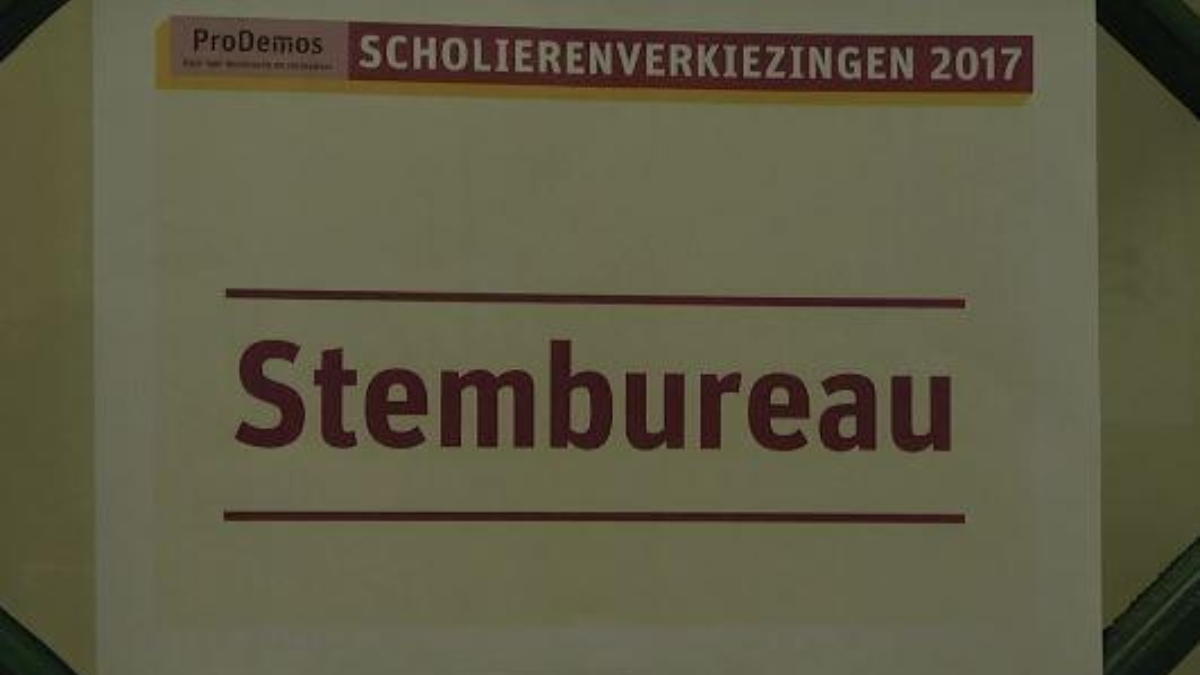 ProDemos
SCHOLIERENVERKIEZINGEN 2017
Stembureau